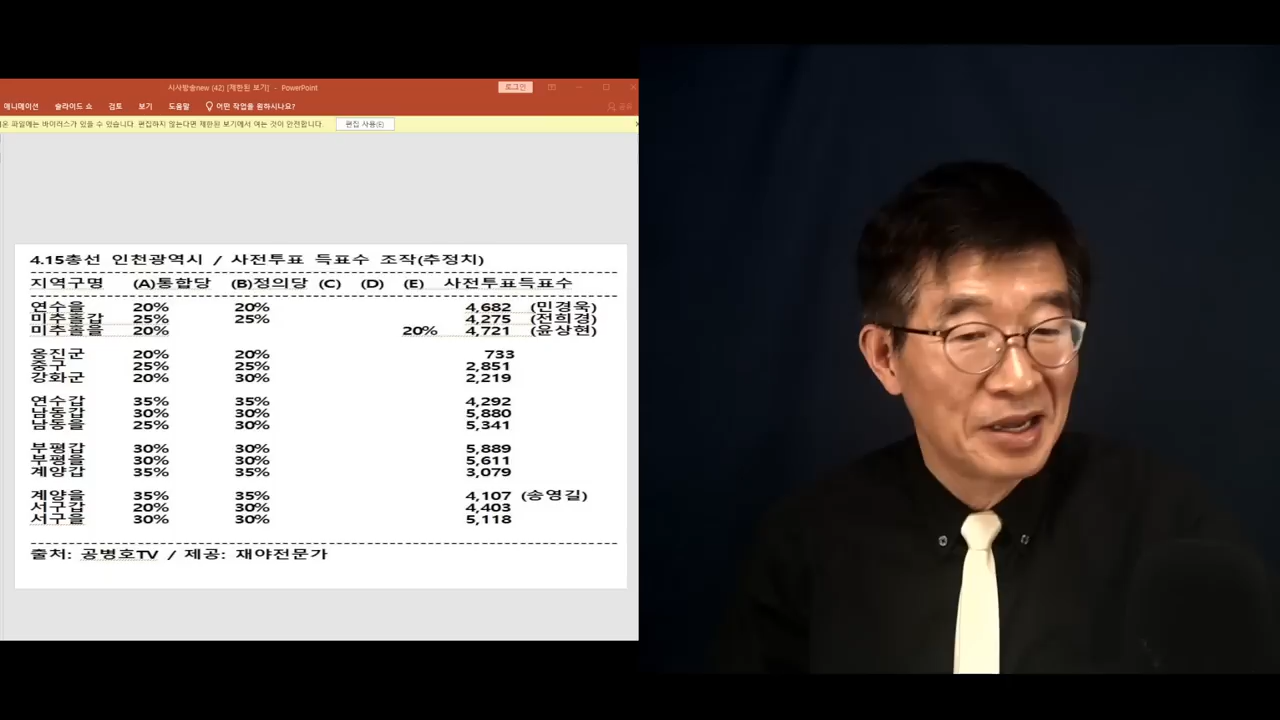 시사방송new (42) [제한된 보기] - PowerPoint
로그인
애니메이션 슬라이드 쇼 검토 보기 도움말 어떤 작업을 원하시나요? 공유
파일에는 바이러스가 있을 수 있습니다. 편집하지 않는다면 제한된 보기에서 여는 것이 안전합니다. 편집 사용(E)
4.15총선 인천광역시 / 사전투표 득표수 조작(추정치)
지역구명 (A)통합당 (B)정의당 (C) (D) (E) 사전투표득표수
연수을 20% 20% 4,682 (민경욱)
미추홀갑 25% 25% 4,275 (전희경)
미추홀을 20% 20% 4,721 (윤상현)
옹진군 20% 20% 733
중구 25% 25% 2,851
강화군 20% 30% 2,219
연수갑 35% 35% 4,292
남동갑 30% 30% 5,880
남동을 25% 30% 5,341
부평갑 30% 30% 5,889
부평을 30% 30% 5,611
계양갑 35% 35% 3,079
계양을 35% 35% 4,107 (송영길)
서구갑 20% 30% 4,403
서구을 30% 30% 5,118
출처: 공병호TV / 제공: 재야전문가